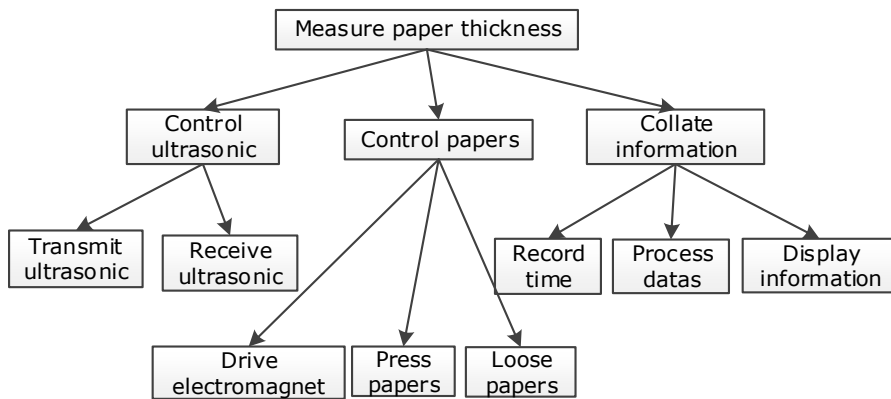 Measure paper thickness
Control
ultrasonic
Control papers
Collate
information
Transmit
ultrasonic
Receive
ultrasonic
Record
time
Process
datas
Display
information
Drive
electromagnet
Press
papers
Loose
papers